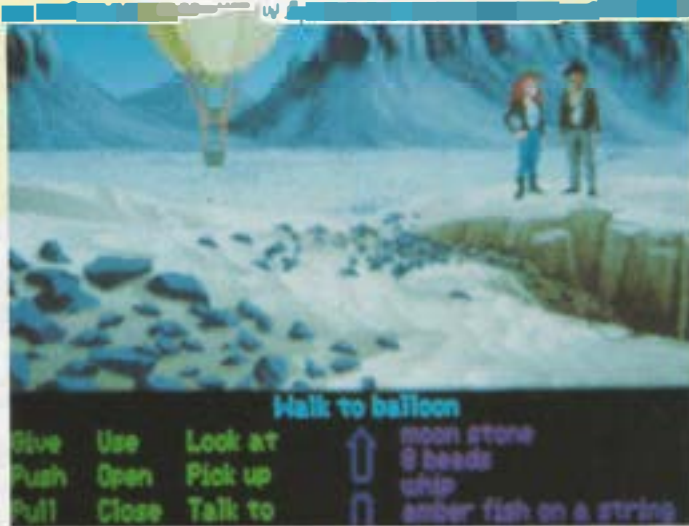 Walk to balloon
Give Use Look at
Push Open Pick up
Pull Close Talk to
moon stone
8 beads
whip
amber fish on a string